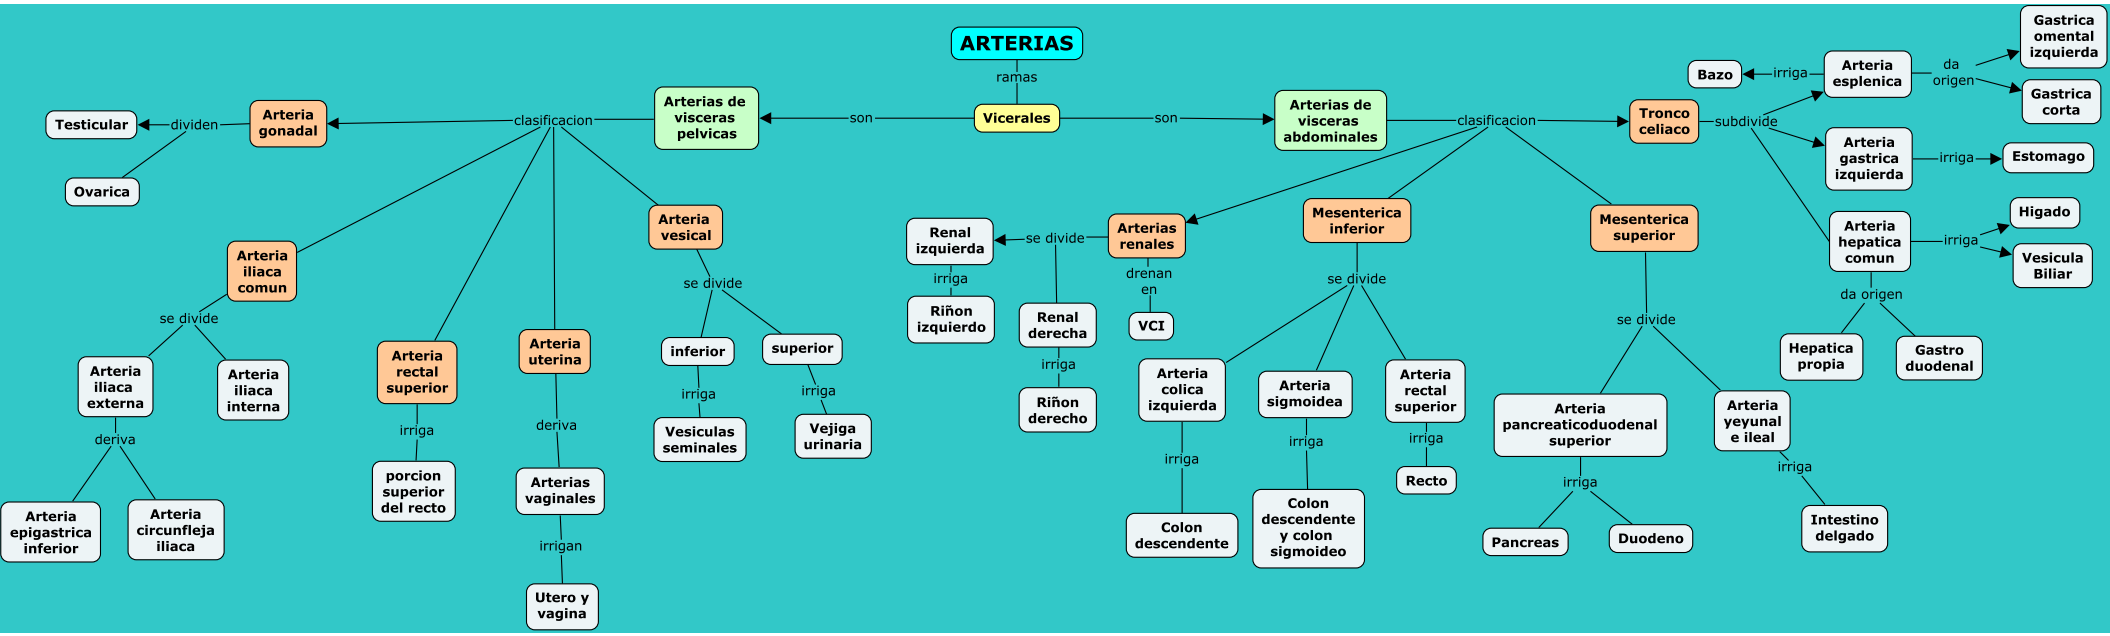 ARTERIAS
ramas
Vicerales
son
son
Arterias de
visceras
pelvicas
clasificacion
Arteria
gonadal
dividen
Testicular
Ovarica
Arteria
iliaca
comun
se divide
Arteria
iliaca
externa
Arteria
iliaca
interna
deriva
Arteria
epigastrica
inferior
Arteria
circunfleja
iliaca
Arteria
rectal
superior
irriga
porcion
superior
del recto
Arteria
uterina
deriva
Arterias
vaginales
irrigan
Utero y
vagina
Arteria
vesical
se divide
inferior
superior
irriga
irriga
Vesiculas
seminales
Vejiga
urinaria
Arterias de
visceras
abdominales
clasificacion
Arterias
renales
se divide
Renal
izquierda
irriga
Riñon
izquierdo
Renal
derecha
irriga
Riñon
derecho
drenan
en
VCI
Mesenterica
inferior
se divide
Arteria
colica
izquierda
irriga
Colon
descendente
Arteria
sigmoidea
irriga
Colon
descendente
y colon
sigmoideo
Arteria
rectal
superior
irriga
Recto
Mesenterica
superior
se divide
Arteria
pancreaticoduodenal
superior
irriga
Pancreas
Duodeno
Arteria
yeyunal
e ileal
irriga
Intestino
delgado
Tronco
celiaco
subdivide
Arteria
esplenica
irriga
Bazo
da
origen
Gastrica
omental
izquierda
Gastrica
corta
Arteria
gastrica
izquierda
irriga
Estomago
Arteria
hepatica
comun
irriga
Higado
Vesicula
Biliar
da origen
Hepatica
propia
Gastro
duodenal